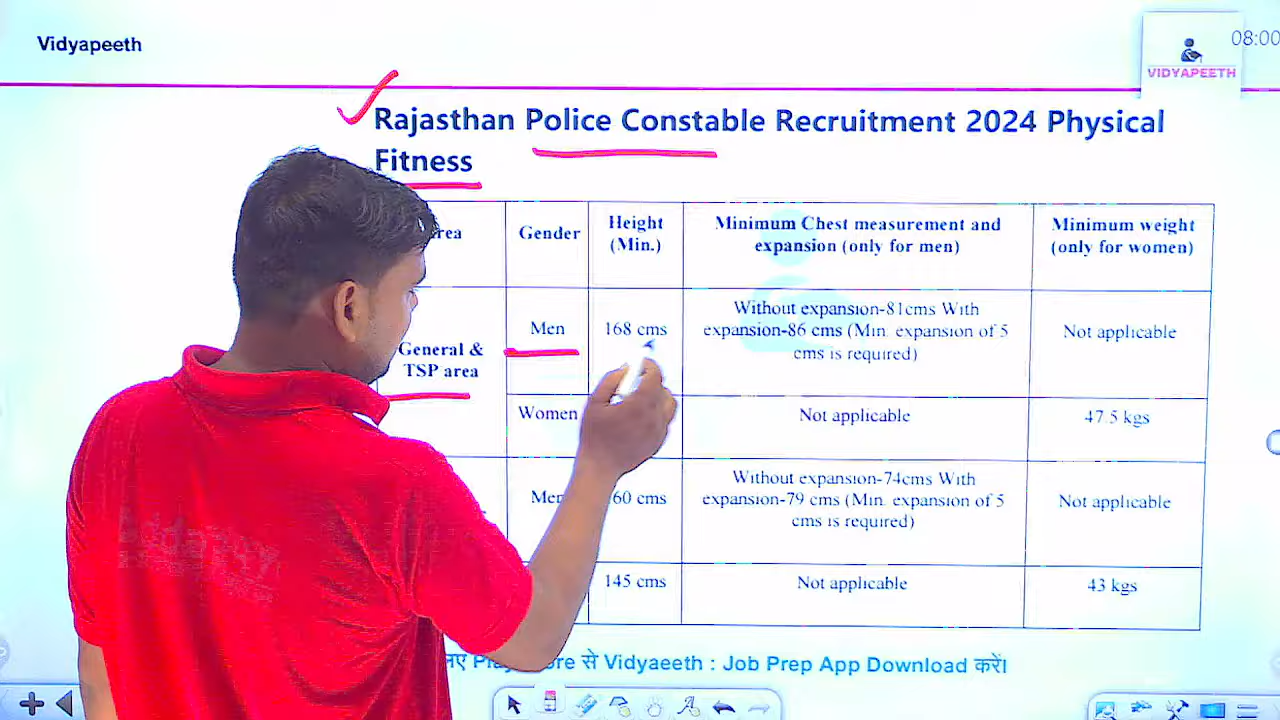 Vidyapeeth
08:00
VIDYAPEETH
Rajasthan Police Constable Recruitment 2024 Physical
Fitness
Gender
Height
(Min.)
Minimum Chest measurement and
expansion (only for men)
Minimum weight
(only for women)
General &
TSP area
Men
168 cms
Without expansion-81cms With
expansion-86 cms (Min. expansion of 5
cms is required)
Not applicable
Women
Not applicable
47.5 kgs
Men
cms
Without expansion-74cms With
expansion-79 cms (Min. expansion of 5
cms is required)
Not applicable
145 cms
Not applicable
43 kgs
से Vidyaeeth : Job Prep App Download करें।